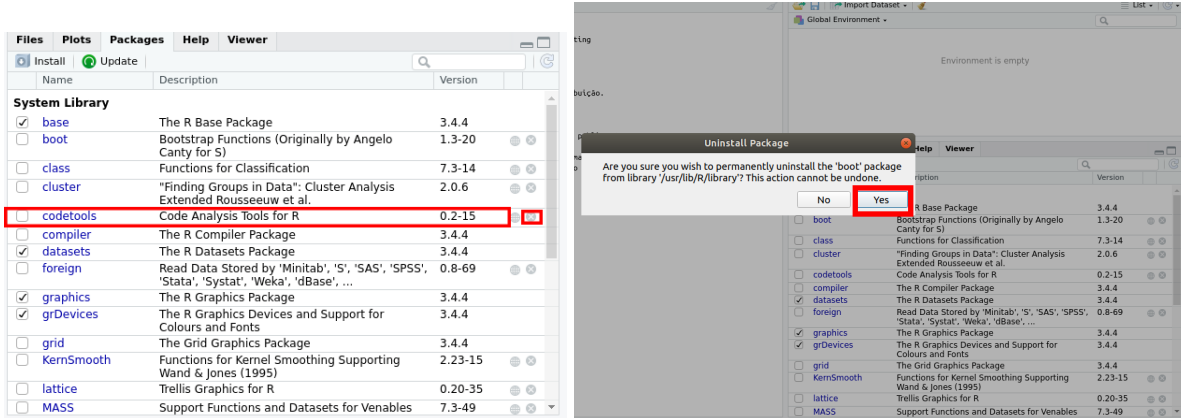 Files Plots Packages Help Viewer
Install Update
Name Description Version
System Library
base The R Base Package 3.4.4
boot Bootstrap Functions (Originally by Angelo Canty for S) 1.3-20
class Functions for Classification 7.3-14
cluster "Finding Groups in Data": Cluster Analysis Extended Rousseeuw et al. 2.0.6
codetools Code Analysis Tools for R 0.2-15
compiler The R Compiler Package 3.4.4
datasets The R Datasets Package 3.4.4
foreign Read Data Stored by 'Minitab', 'S', 'SAS', 'SPSS', 'Stata', 'Systat', 'Weka', 'dBase', ... 0.8-69
graphics The R Graphics Package 3.4.4
grDevices The R Graphics Devices and Support for Colours and Fonts 3.4.4
grid The Grid Graphics Package 3.4.4
KernSmooth Functions for Kernel Smoothing Supporting Wand & Jones (1995) 2.23-15
lattice Trellis Graphics for R 0.20-35
MASS Support Functions and Datasets for Venables 7.3-49
Import Dataset List
Global Environment
Environment is empty
ting
buição.
Uninstall Package
Are you sure you wish to permanently uninstall the 'boot' package
from library '/usr/lib/R/library'? This action cannot be undone.
No Yes
Help Viewer
ription Version
R Base Package 3.4.4
boot Bootstrap Functions (Originally by Angelo Canty for S) 1.3-20
class Functions for Classification 7.3-14
cluster "Finding Groups in Data": Cluster Analysis Extended Rousseeuw et al. 2.0.6
codetools Code Analysis Tools for R 0.2-15
compiler The R Compiler Package 3.4.4
datasets The R Datasets Package 3.4.4
foreign Read Data Stored by 'Minitab', 'S', 'SAS', 'SPSS', 'Stata', 'Systat', 'Weka', 'dBase', ... 0.8-69
graphics The R Graphics Package 3.4.4
grDevices The R Graphics Devices and Support for Colours and Fonts 3.4.4
grid The Grid Graphics Package 3.4.4
KernSmooth Functions for Kernel Smoothing Supporting Wand & Jones (1995) 2.23-15
lattice Trellis Graphics for R 0.20-35
MASS Support Functions and Datasets for Venables 7.3-49